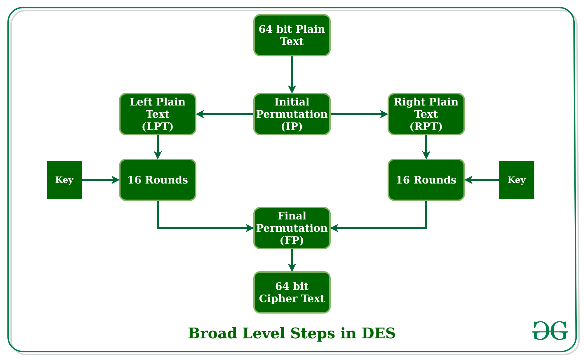 64 bit Plain
Text
Left Plain
Text
(LPT)
Initial
Permutation
(IP)
Right Plain
Text
(RPT)
Key
16 Rounds
16 Rounds
Key
Final
Permutation
(FP)
64 bit
Cipher Text
Broad Level Steps in DES